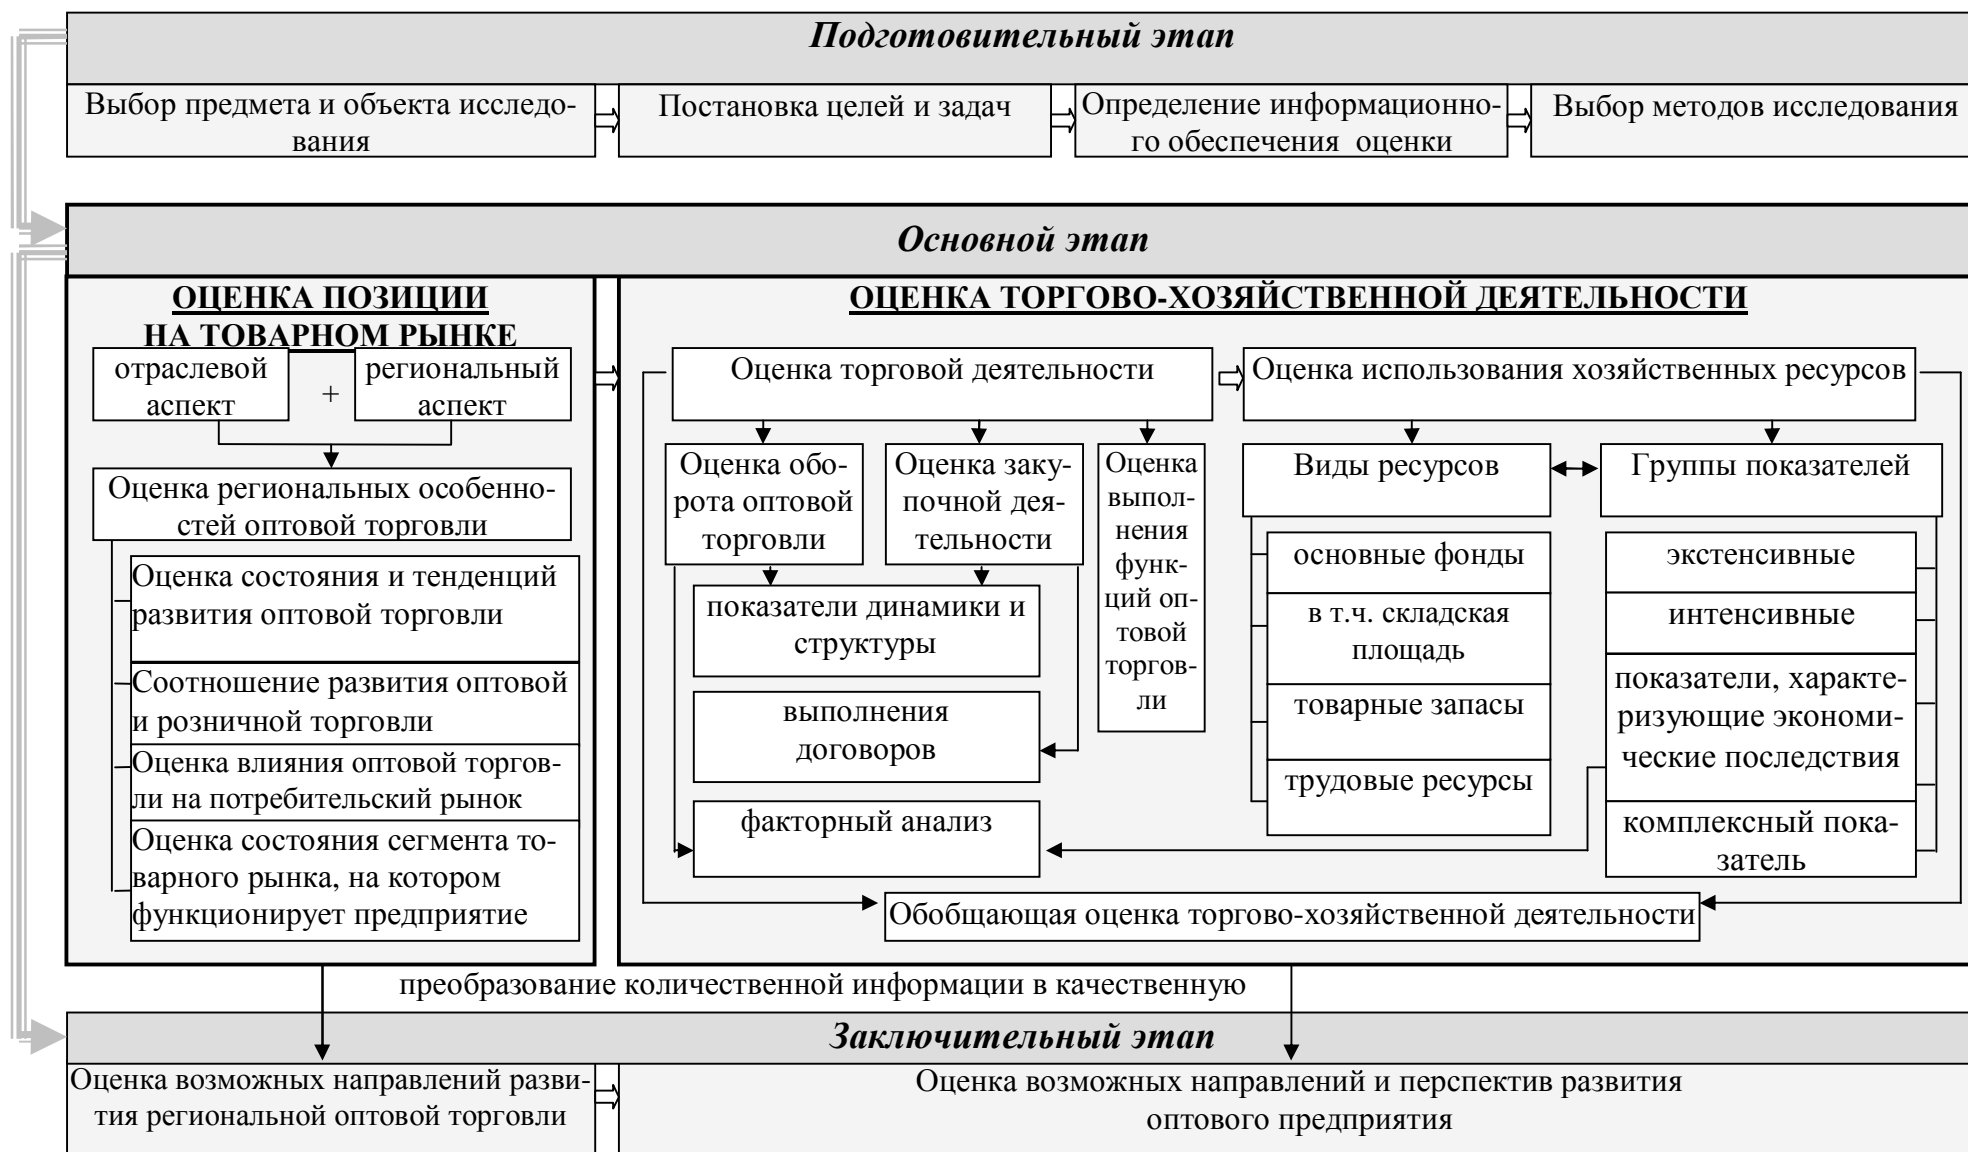 Подготовительный этап
Выбор предмета и объекта исследо-
вания
Постановка целей и задач
Определение информационно-
го обеспечения оценки
Выбор методов исследования
Основной этап
ОЦЕНКА ПОЗИЦИИ
НА ТОВАРНОМ РЫНКЕ
отраслевой
аспект
+
региональный
аспект
Оценка региональных особенно-
стей оптовой торговли
Оценка состояния и тенденций
развития оптовой торговли
Соотношение развития оптовой
и розничной торговли
Оценка влияния оптовой торгов-
ли на потребительский рынок
Оценка состояния сегмента то-
варного рынка, на котором
функционирует предприятие
ОЦЕНКА ТОРГОВО-ХОЗЯЙСТВЕННОЙ ДЕЯТЕЛЬНОСТИ
Оценка торговой деятельности
Оценка использования хозяйственных ресурсов
Оценка обо-
рота оптовой
торговли
Оценка заку-
почной дея-
тельности
Оценка
выпол-
нения
функ-
ций оп-
товой
торгов-
ли
показатели динамики и
структуры
выполнения
договоров
факторный анализ
Виды ресурсов
основные фонды
в т.ч. складская
площадь
товарные запасы
трудовые ресурсы
Группы показателей
экстенсивные
интенсивные
показатели, характе-
ризующие экономи-
ческие последствия
комплексный пока-
затель
Обобщающая оценка торгово-хозяйственной деятельности
преобразование количественной информации в качественную
Заключительный этап
Оценка возможных направлений разви-
тия региональной оптовой торговли
Оценка возможных направлений и перспектив развития
оптового предприятия